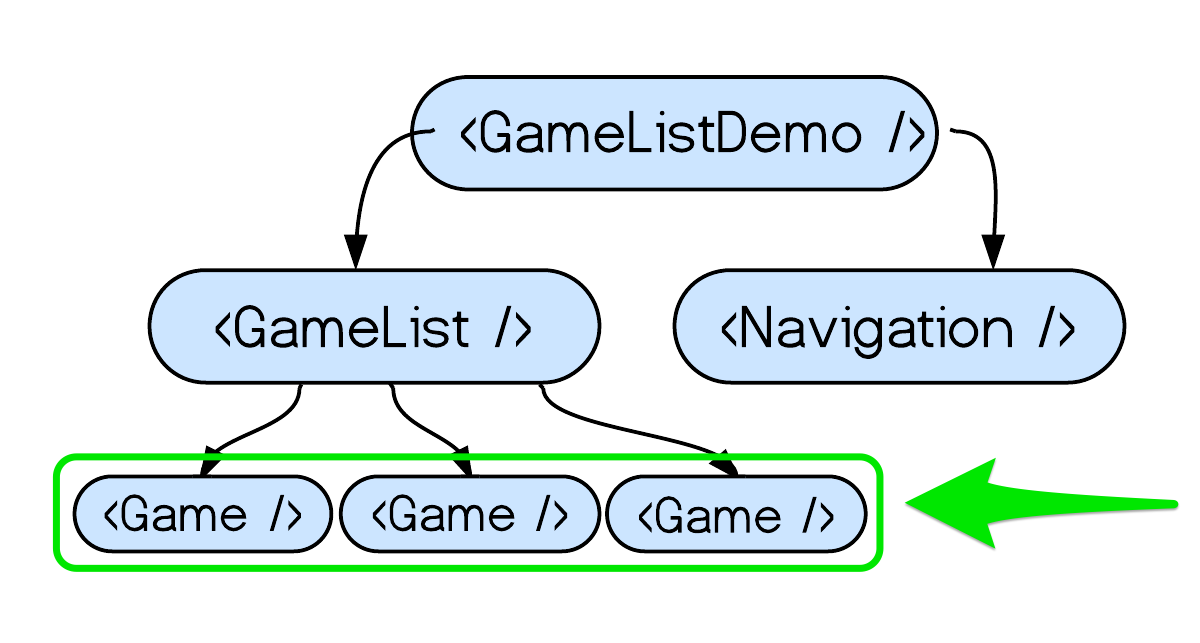 <GameListDemo />
<GameList />
<Navigation />
<Game />
<Game />
<Game />